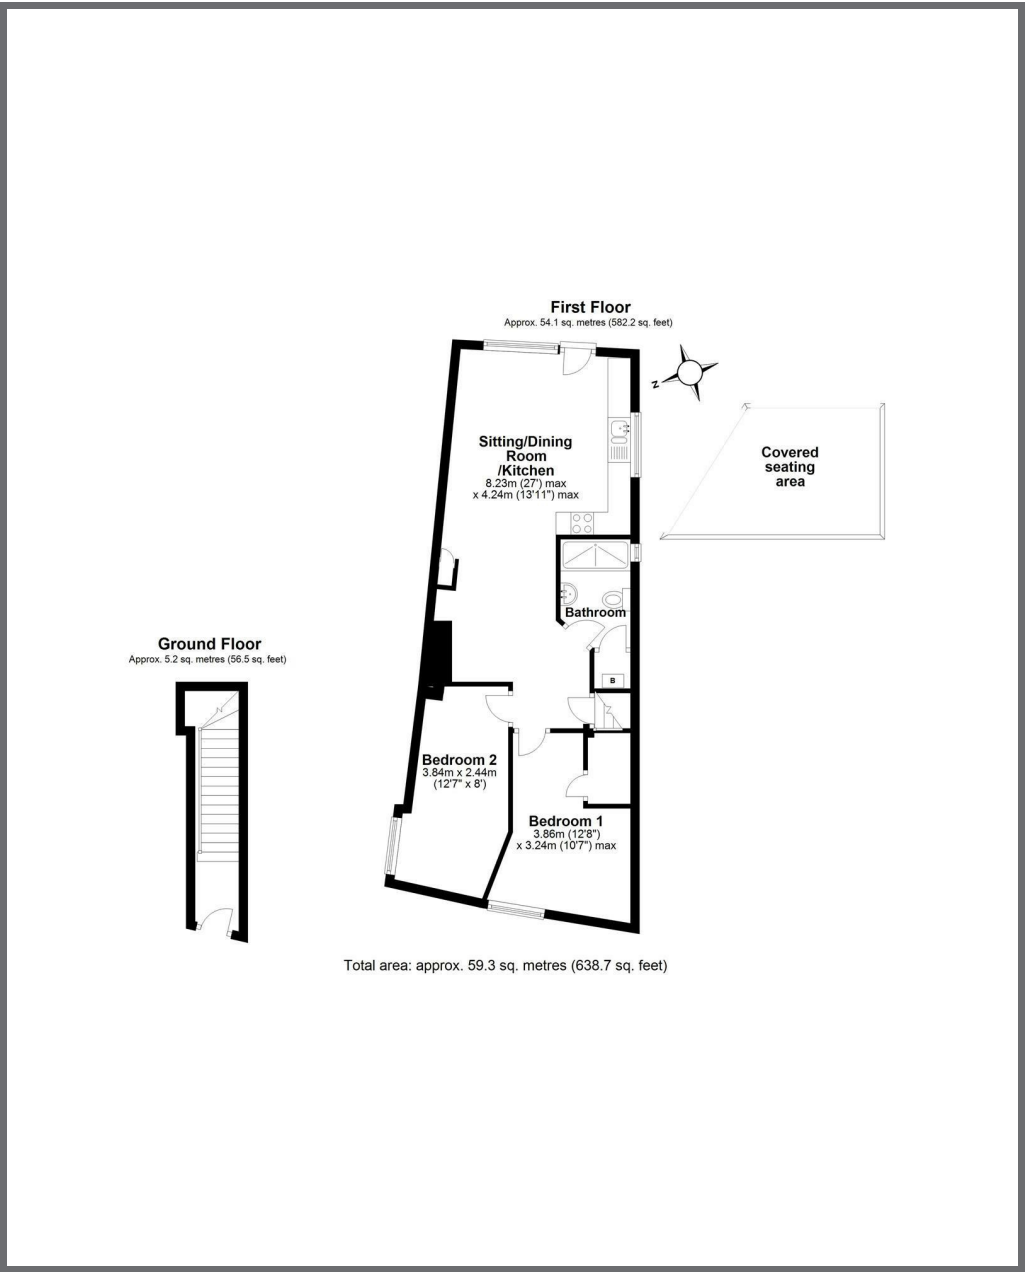 First Floor
Approx. 54.1 sq. metres (582.2 sq. feet)
N
Sitting/Dining
Room
/Kitchen
8.23m (27') max
x 4.24m (13'11") max
Covered
seating
area
Bathroom
B
Ground Floor
Approx. 5.2 sq. metres (56.5 sq. feet)
Bedroom 2
3.84m x 2.44m
(12'7" x 8')
Bedroom 1
3.86m (12'8")
x 3.24m (10'7") max
Total area: approx. 59.3 sq. metres (638.7 sq. feet)